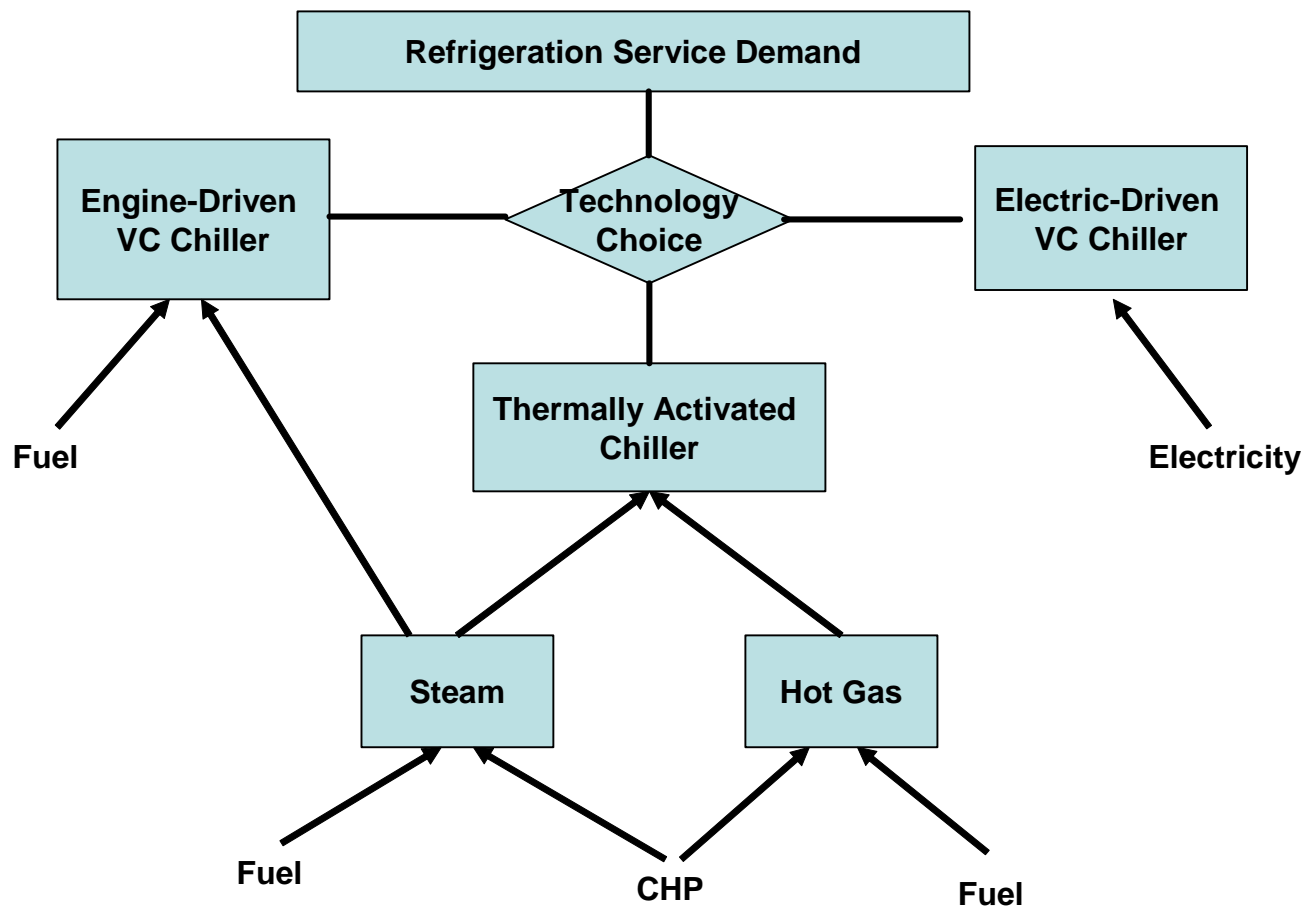 Refrigeration Service Demand
Engine-Driven
VC Chiller
Technology
Choice
Electric-Driven
VC Chiller
Thermally Activated
Chiller
Fuel
Electricity
Steam
Hot Gas
Fuel
CHP
Fuel